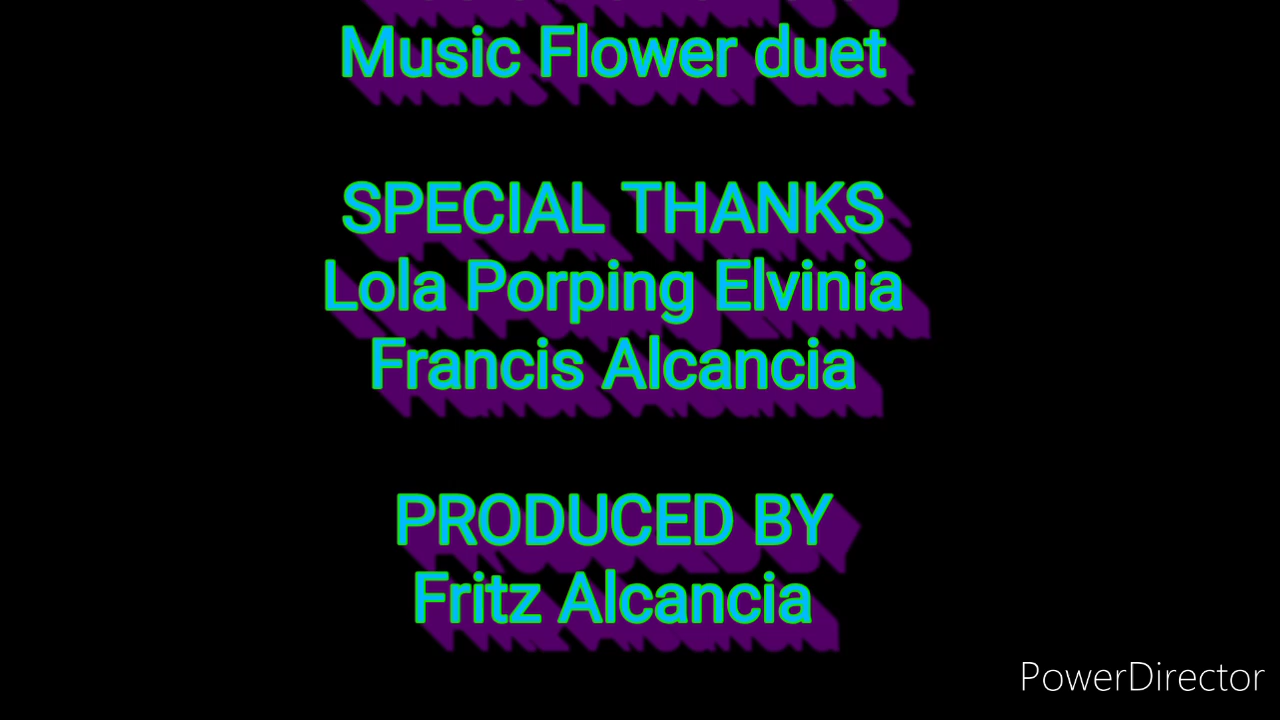 Music Flower duet
SPECIAL THANKS
Lola Porping Elvinia
Francis Alcancia
PRODUCED BY
Fritz Alcancia
PowerDirector